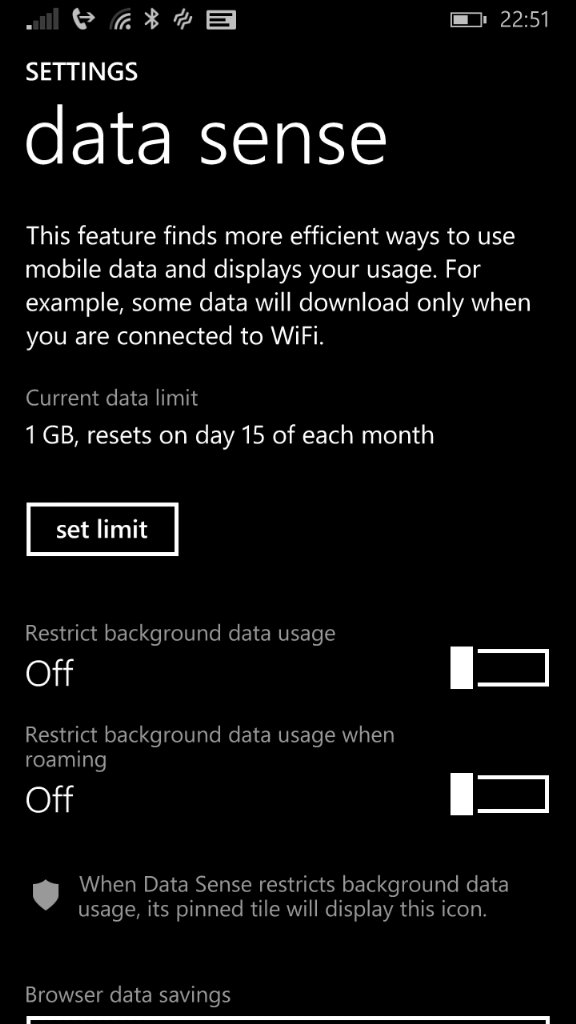 22:51
SETTINGS
data sense
This feature finds more efficient ways to use
mobile data and displays your usage. For
example, some data will download only when
you are connected to WiFi.
Current data limit
1 GB, resets on day 15 of each month
set limit
Restrict background data usage
Off
Restrict background data usage when
roaming
Off
When Data Sense restricts background data
usage, its pinned tile will display this icon.
Browser data savings